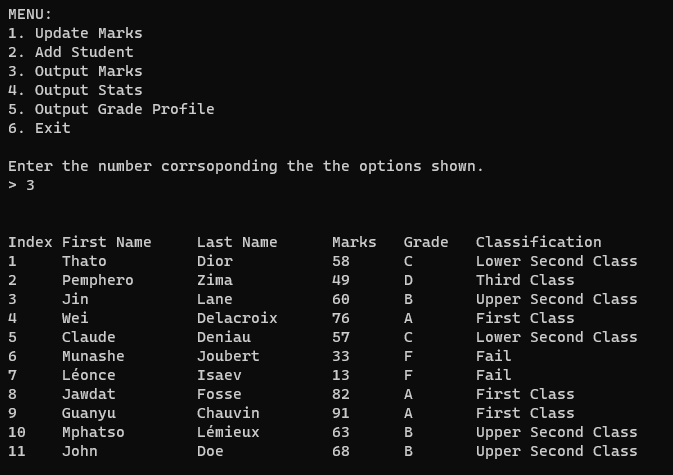 MENU:
1. Update Marks
2. Add Student
3. Output Marks
4. Output Stats
5. Output Grade Profile
6. Exit
Enter the number corrsoponding the the options shown.
> 3
Index First Name Last Name Marks Grade Classification
1 Thato Dior 58 C Lower Second Class
2 Pemphero Zima 49 D Third Class
3 Jin Lane 60 B Upper Second Class
4 Wei Delacroix 76 A First Class
5 Claude Deniau 57 C Lower Second Class
6 Munashe Joubert 33 F Fail
7 Léonce Isaev 13 F Fail
8 Jawdat Fosse 82 A First Class
9 Guanyu Chauvin 91 A First Class
10 Mphatso Lémieux 63 B Upper Second Class
11 John Doe 68 B Upper Second Class